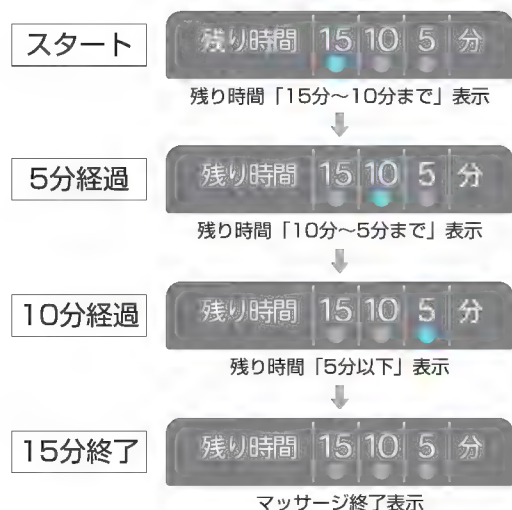 スタート
残り時間 15 10 5 分
残り時間「15分~10分まで」表示
5分経過
残り時間 15 10 5 分
残り時間「10分~5分まで」表示
10分経過
残り時間 15 10 5 分
残り時間「5分以下」表示
15分終了
残り時間 15 10 5 分
マッサージ終了表示